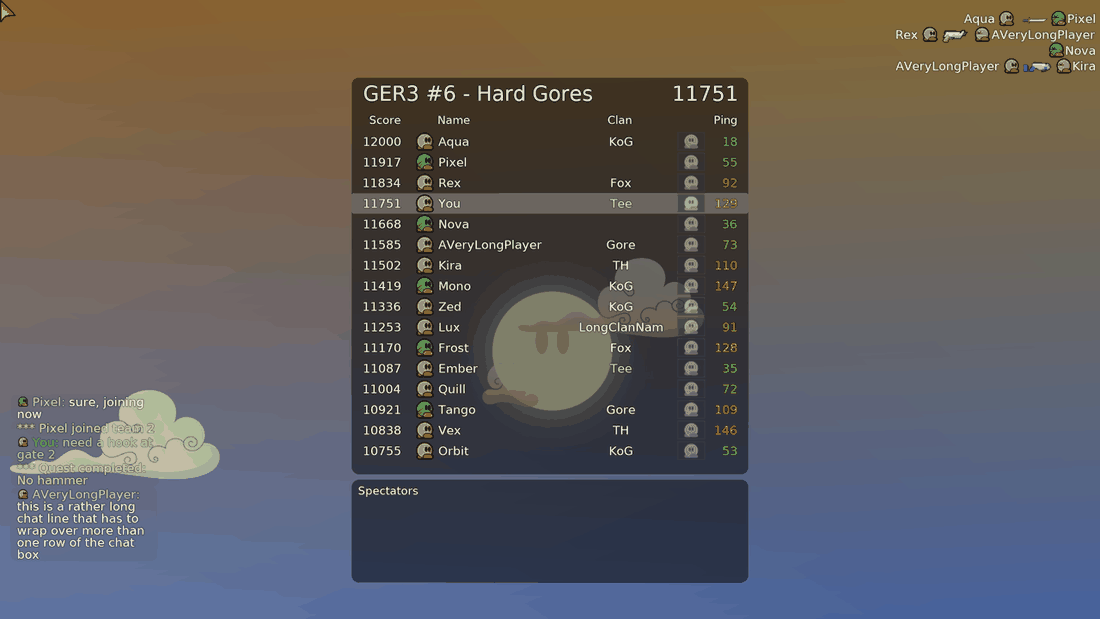 Aqua Pixel
Rex AVeryLongPlayer
Nova
AVeryLongPlayer Kira
GER3 #6 - Hard Gores 11751
Score Name Clan Ping
12000 Aqua KoG 18
11917 Pixel 55
11834 Rex Fox 92
11751 You Tee 129
11668 Nova 36
11585 AVeryLongPlayer Gore 73
11502 Kira TH 110
11419 Mono KoG 147
11336 Zed KoG 54
11253 Lux LongClanNam 91
11170 Frost Fox 128
11087 Ember Tee 35
11004 Quill 72
10921 Tango Gore 109
10838 Vex TH 146
10755 Orbit KoG 53
Spectators
Pixel: sure, joining
now
*** Pixel joined team 2
You: need a hook at
gate 2
*** Quest completed:
No hammer
AVeryLongPlayer:
this is a rather long
chat line that has to
wrap over more than
one row of the chat
box